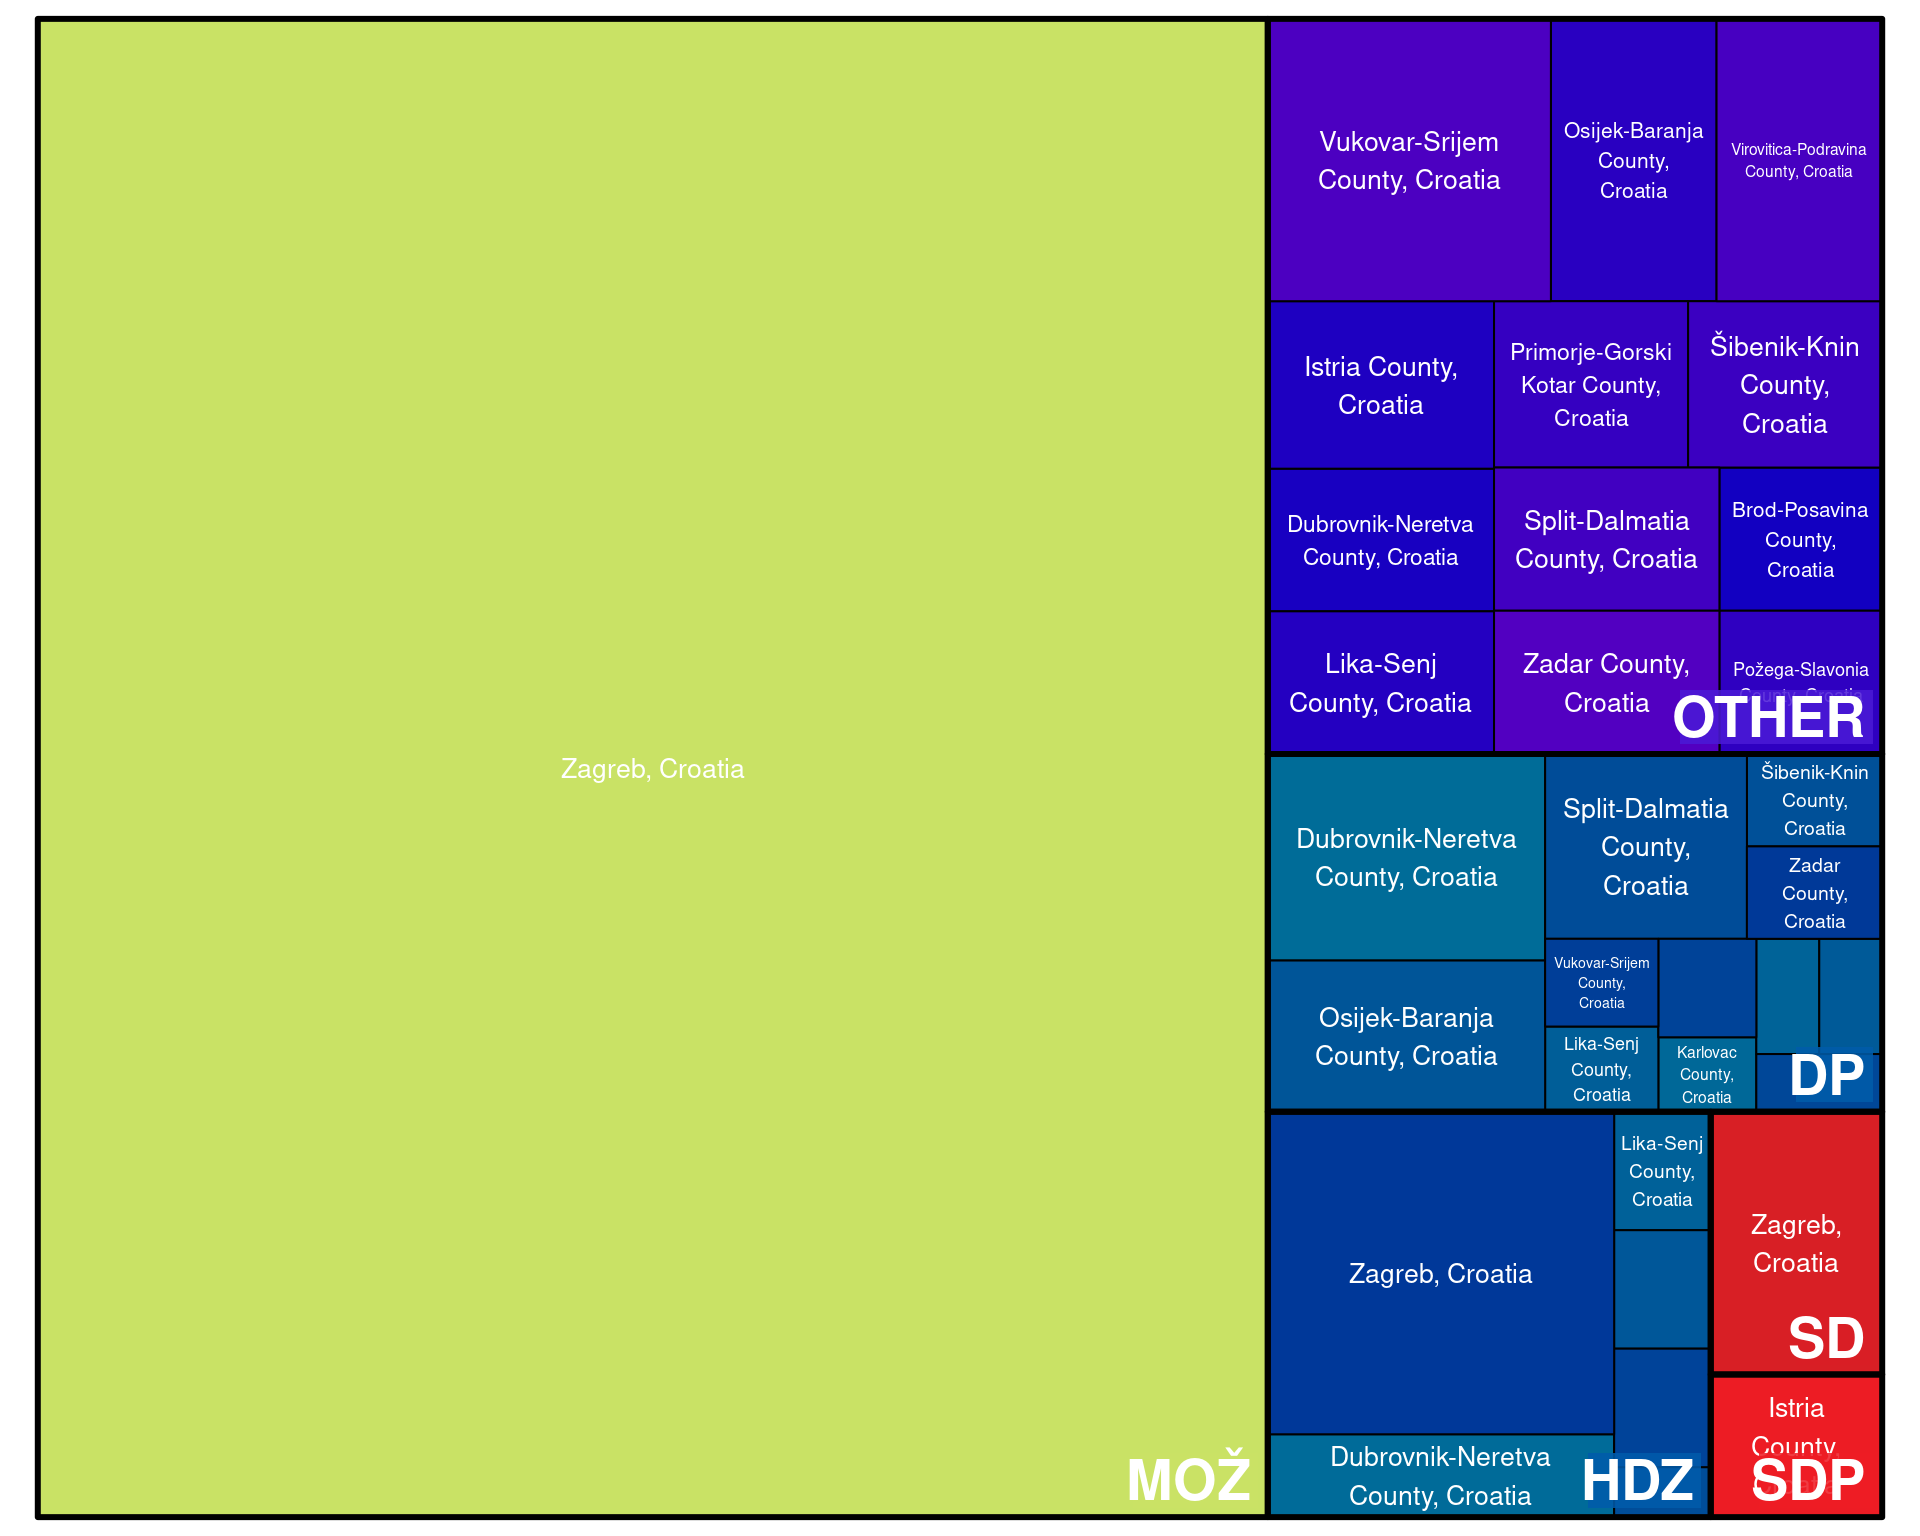 Zagreb, Croatia
MOŽ
Vukovar-Srijem
County, Croatia
Osijek-Baranja
County,
Croatia
Virovitica-Podravina
County, Croatia
Istria County,
Croatia
Primorje-Gorski
Kotar County,
Croatia
Šibenik-Knin
County,
Croatia
Dubrovnik-Neretva
County, Croatia
Split-Dalmatia
County, Croatia
Brod-Posavina
County,
Croatia
Lika-Senj
County, Croatia
Zadar County,
Croatia
Požega-Slavonia
County, Croatia
OTHER
Dubrovnik-Neretva
County, Croatia
Split-Dalmatia
County,
Croatia
Šibenik-Knin
County,
Croatia
Zadar
County,
Croatia
Osijek-Baranja
County, Croatia
Vukovar-Srijem
County,
Croatia
Lika-Senj
County,
Croatia
Karlovac
County,
Croatia
DP
Zagreb, Croatia
Lika-Senj
County,
Croatia
Dubrovnik-Neretva
County, Croatia
HDZ
Zagreb,
Croatia
SD
Istria
County,
SDP